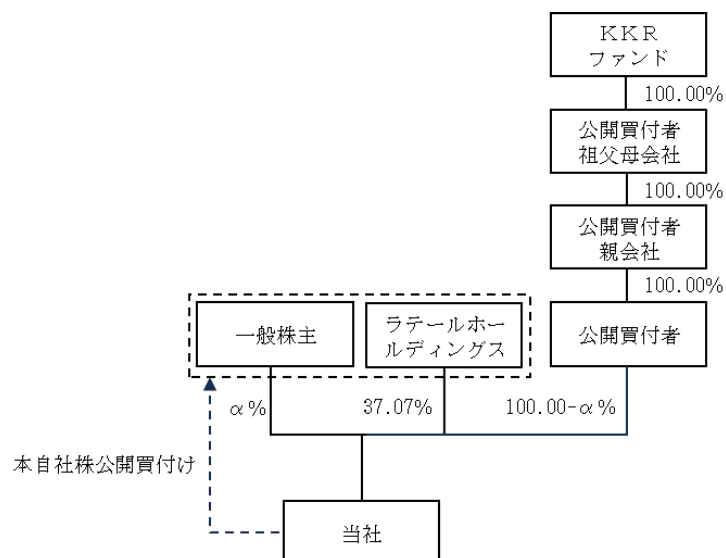 ＫＫＲ
ファンド
100.00%
公開買付者
祖父母会社
100.00%
公開買付者
親会社
100.00%
一般株主
ラテールホー
ルディングス
公開買付者
α%
37.07%
100.00-α%
本自社株公開買付け
当社